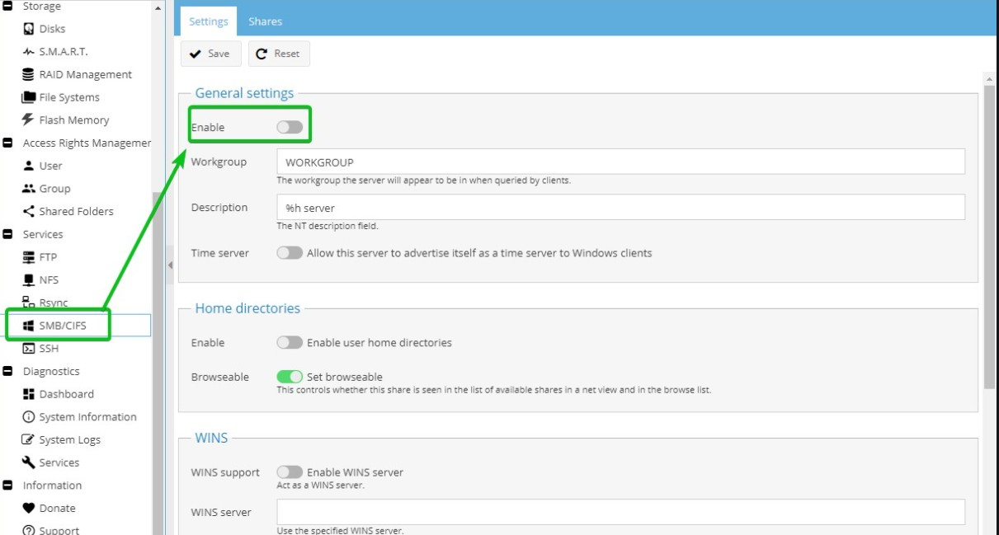 Storage
Disks
S.M.A.R.T.
RAID Management
File Systems
Flash Memory
Access Rights Managemer
User
Group
Shared Folders
Services
FTP
NFS
Rsync
SMB/CIFS
SSH
Diagnostics
Dashboard
System Information
System Logs
Services
Information
Donate
Support
Settings Shares
Save Reset
General settings
Enable
Workgroup WORKGROUP
The workgroup the server will appear to be in when queried by clients.
Description %h server
The NT description field.
Time server Allow this server to advertise itself as a time server to Windows clients
Home directories
Enable Enable user home directories
Browseable Set browseable
This controls whether this share is seen in the list of available shares in a net view and in the browse list.
WINS
WINS support Enable WINS server
Act as a WINS server.
WINS server
Use the specified WINS server.